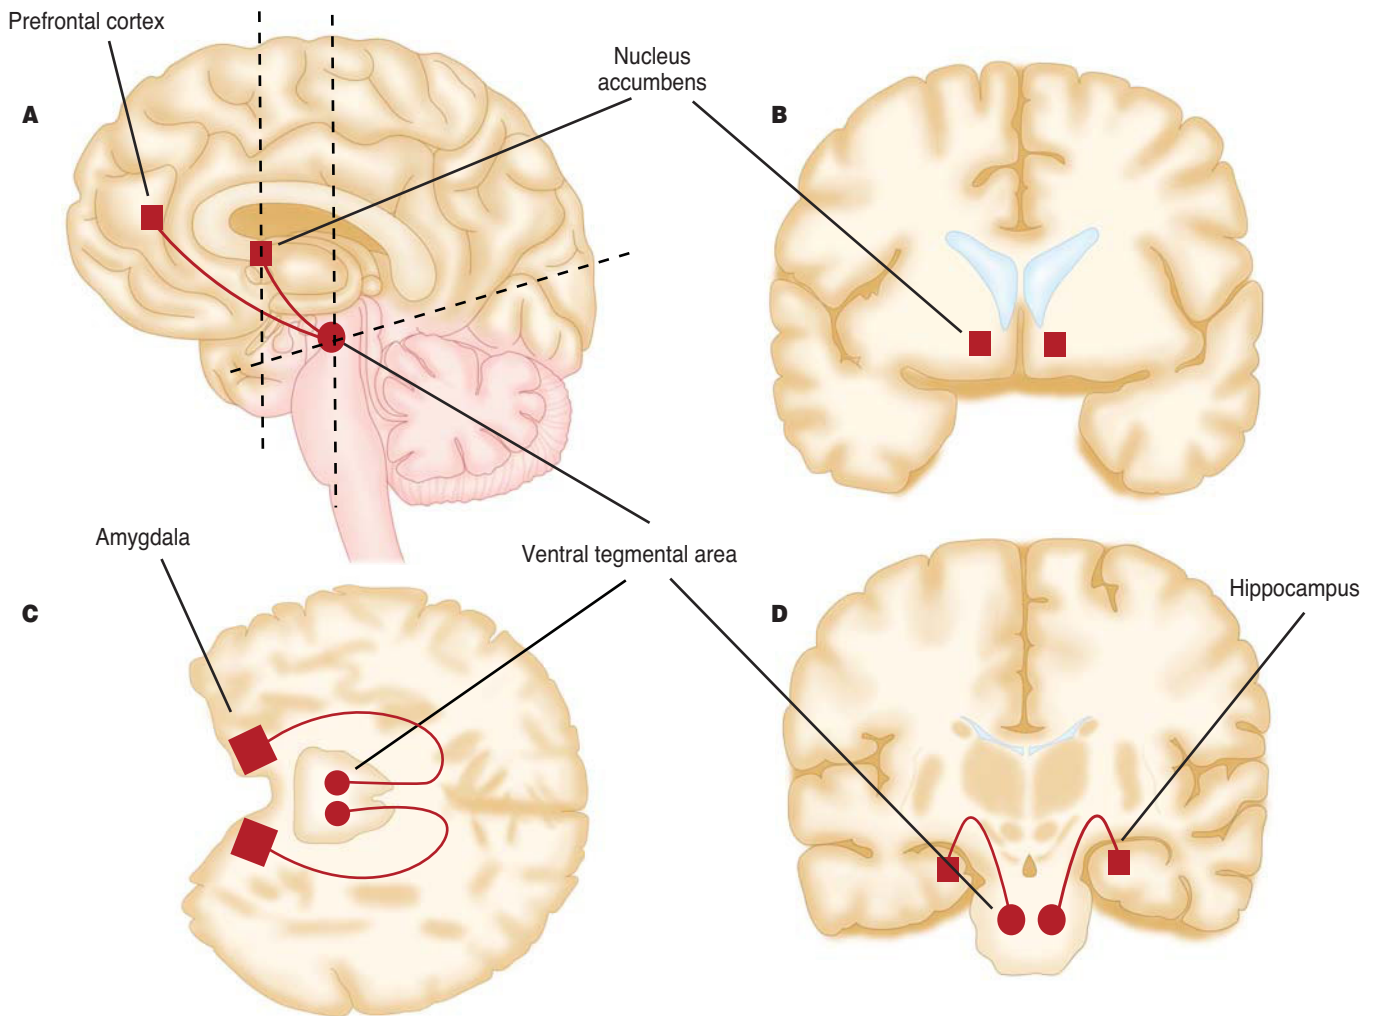 Prefrontal cortex
Nucleus
accumbens
A
B
Amygdala
Ventral tegmental area
Hippocampus
C
D